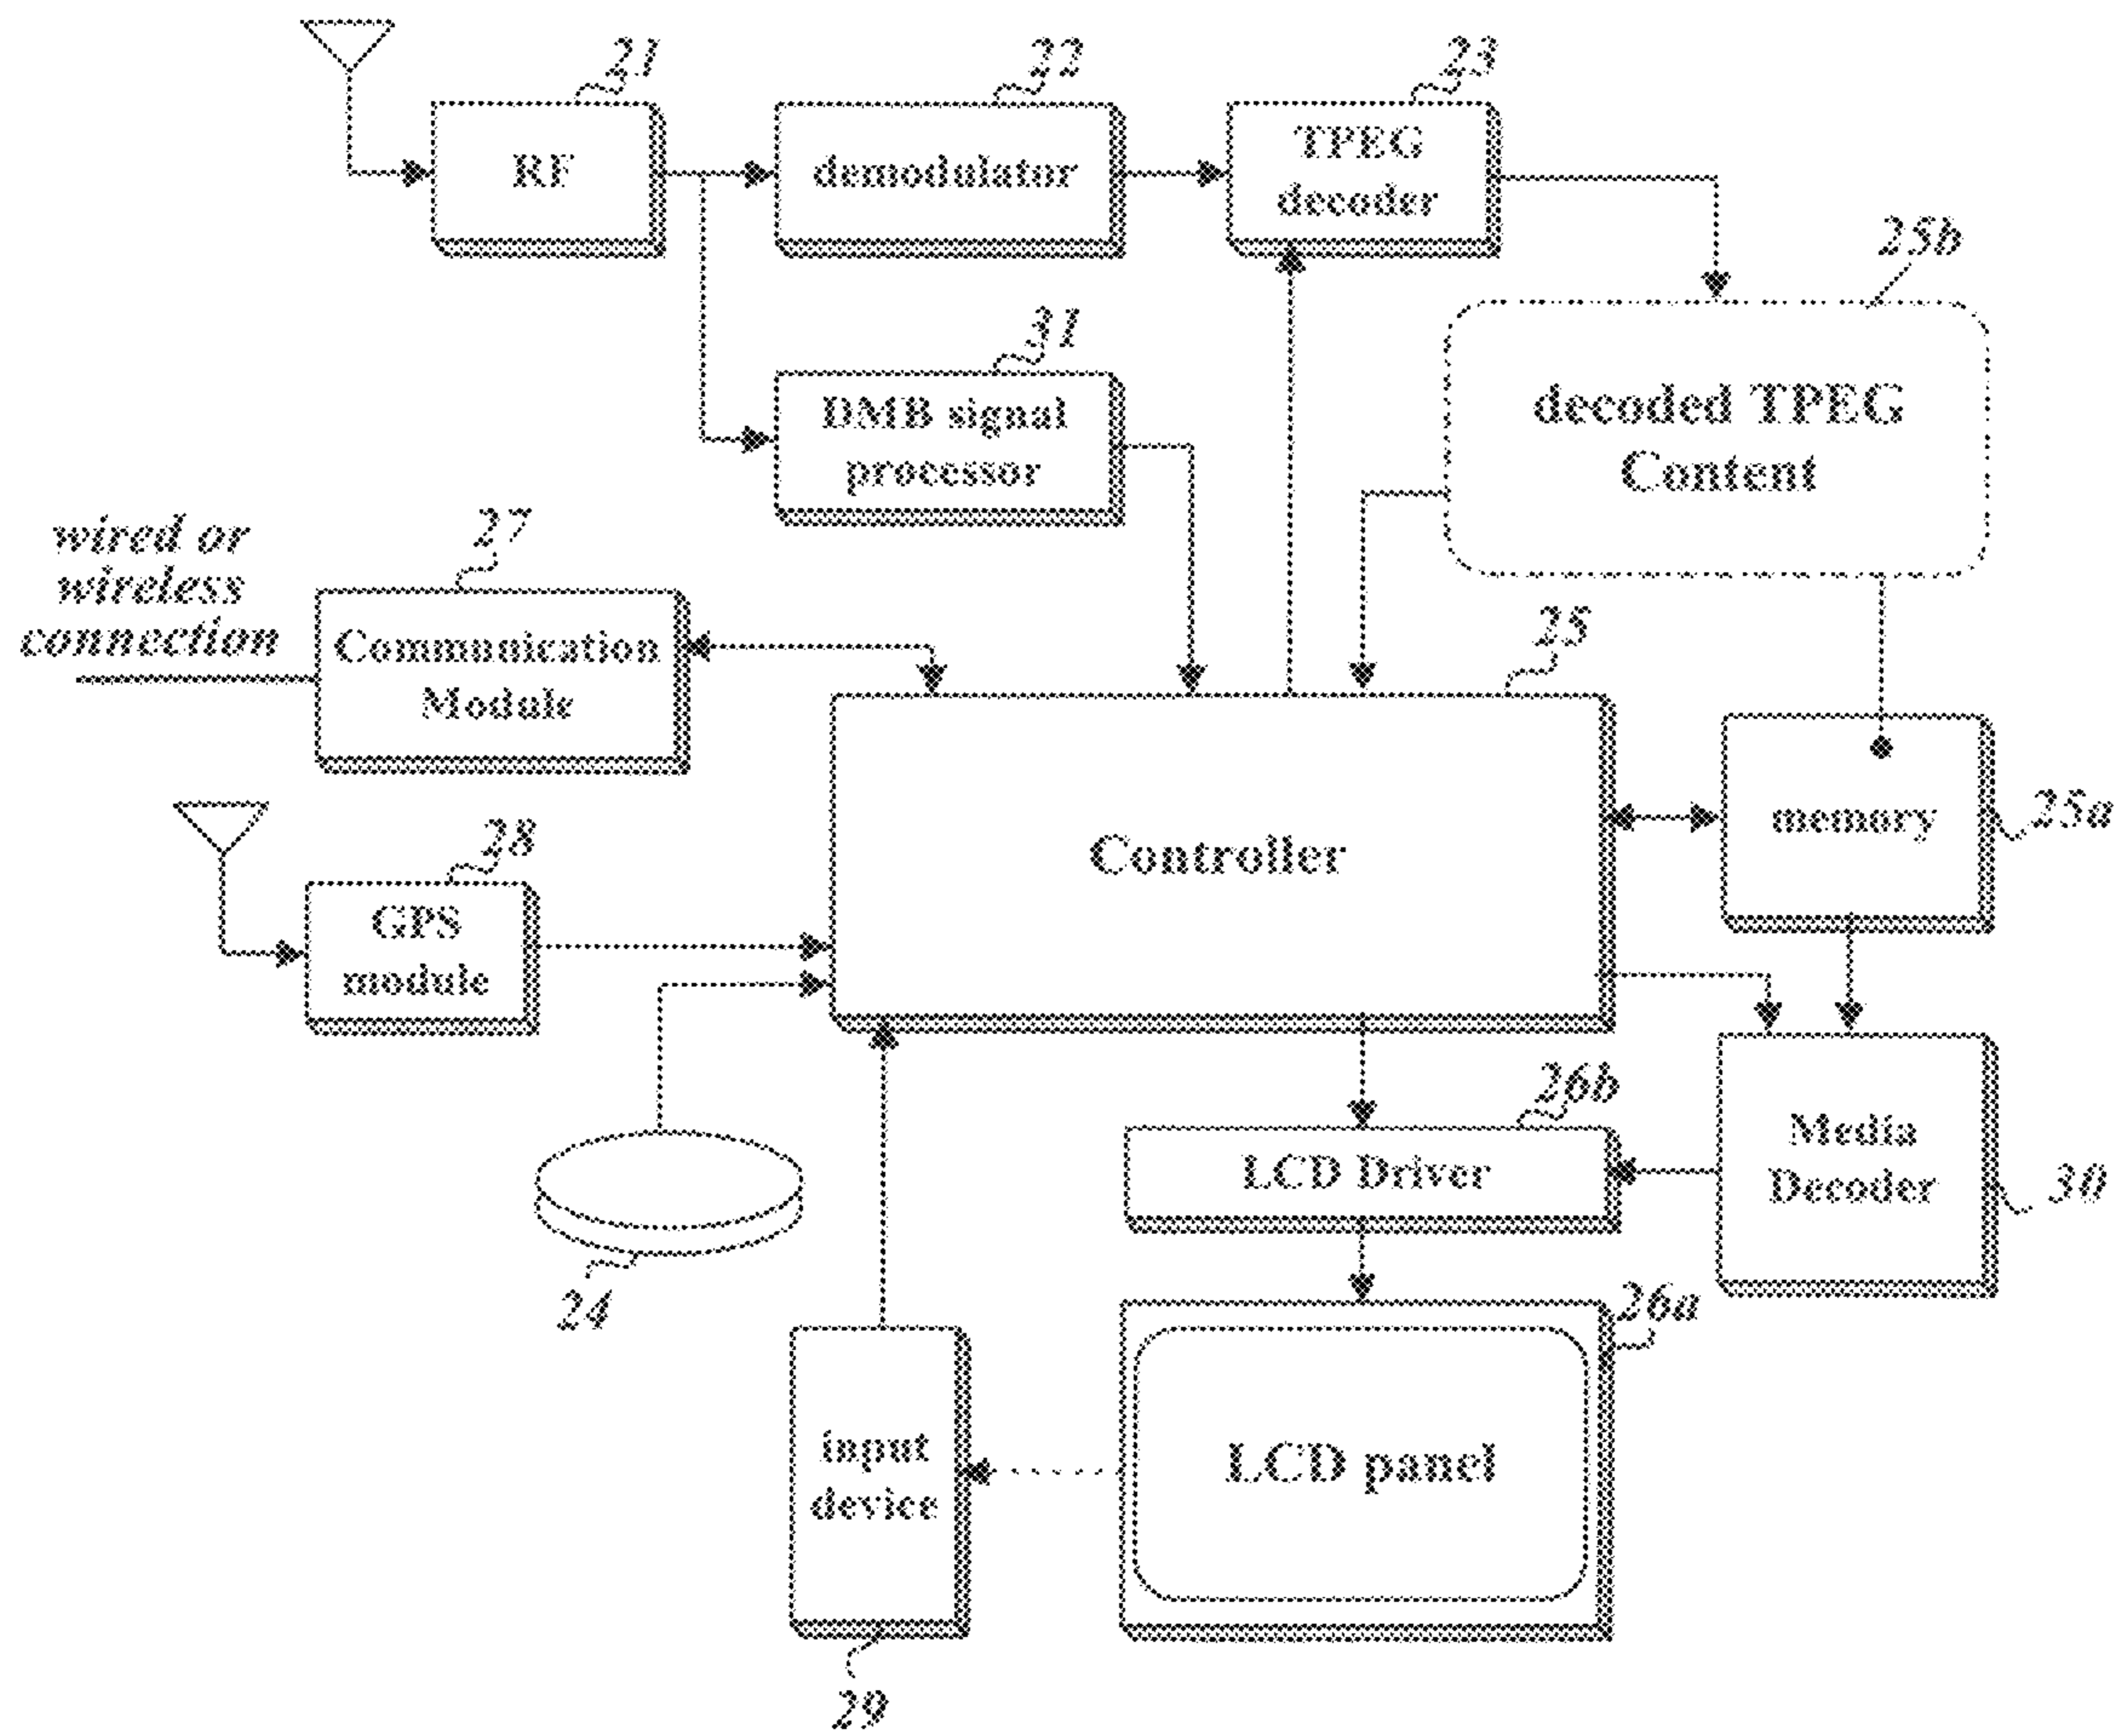 21
22
23
RF
demodulator
TPEG
decoder
25b
31
DMB signal
processor
decoded TPEG
Content
wired or
wireless
connection
27
Communication
Module
25
28
GPS
module
Controller
memory
25a
24
26b
LCD Driver
Media
Decoder
30
26a
input
device
LCD panel
29